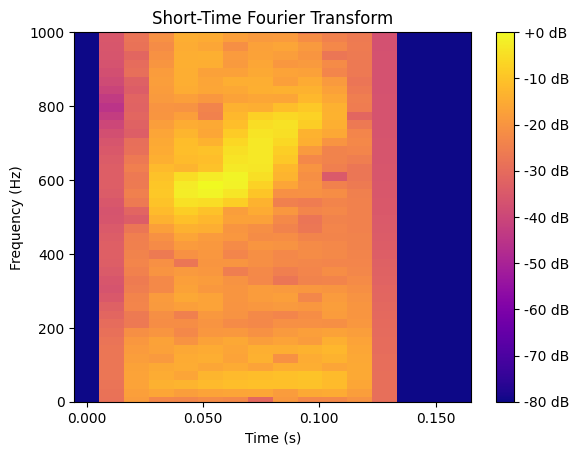 Short-Time Fourier Transform
1000
800
600
400
200
0
Frequency (Hz)
0.000
0.050
0.100
0.150
Time (s)
+0 dB
-10 dB
-20 dB
-30 dB
-40 dB
-50 dB
-60 dB
-70 dB
-80 dB